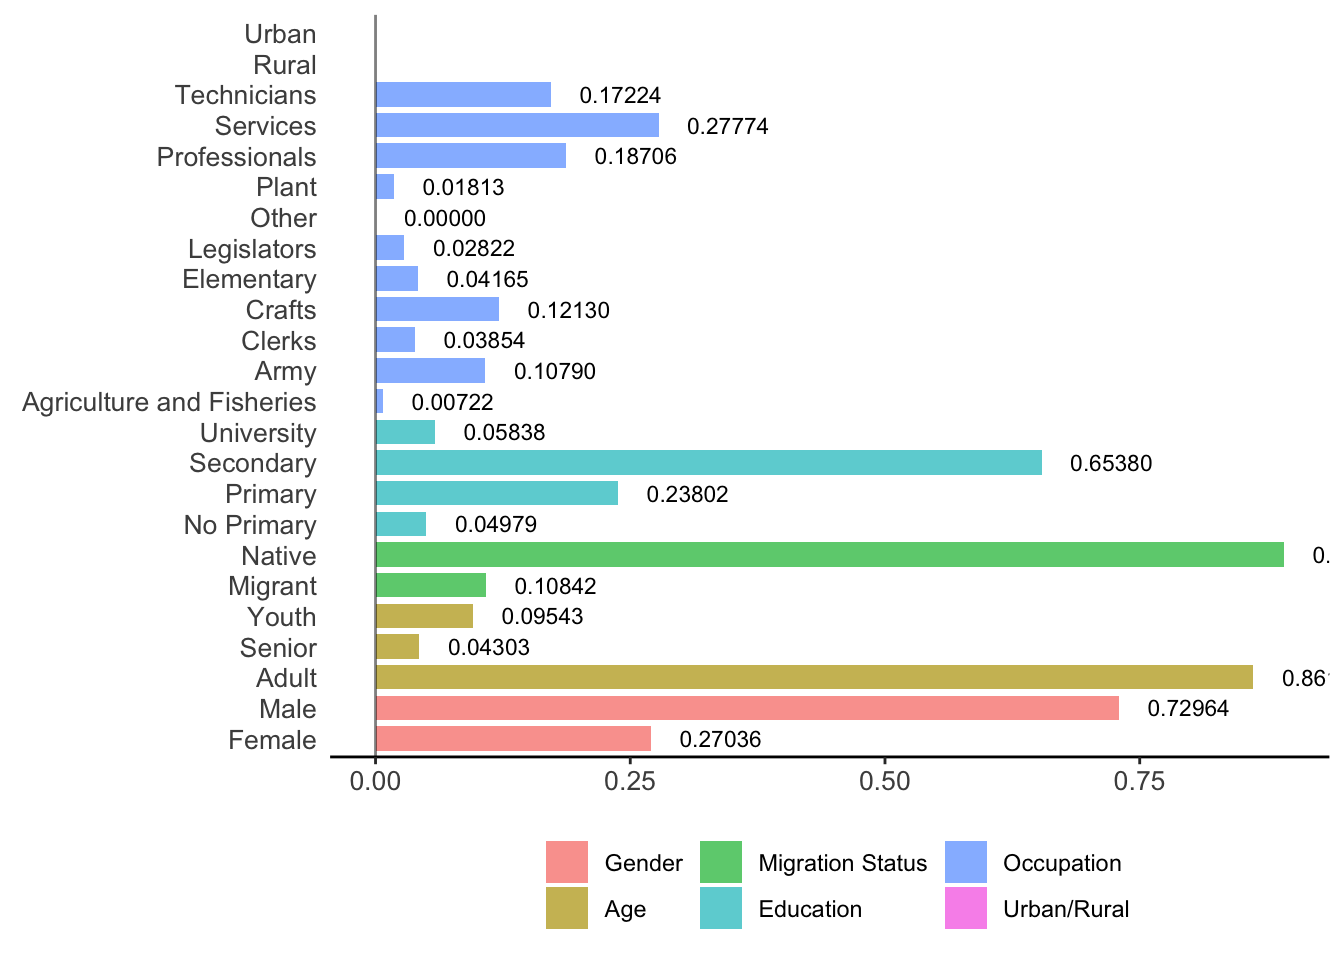 Urban
Rural
Technicians 0.17224
Services 0.27774
Professionals 0.18706
Plant 0.01813
Other 0.00000
Legislators 0.02822
Elementary 0.04165
Crafts 0.12130
Clerks 0.03854
Army 0.10790
Agriculture and Fisheries 0.00722
University 0.05838
Secondary 0.65380
Primary 0.23802
No Primary 0.04979
Native
Migrant 0.10842
Youth 0.09543
Senior 0.04303
Adult
Male 0.72964
Female 0.27036
0.00 0.25 0.50 0.75
Gender Migration Status Occupation
Age Education Urban/Rural